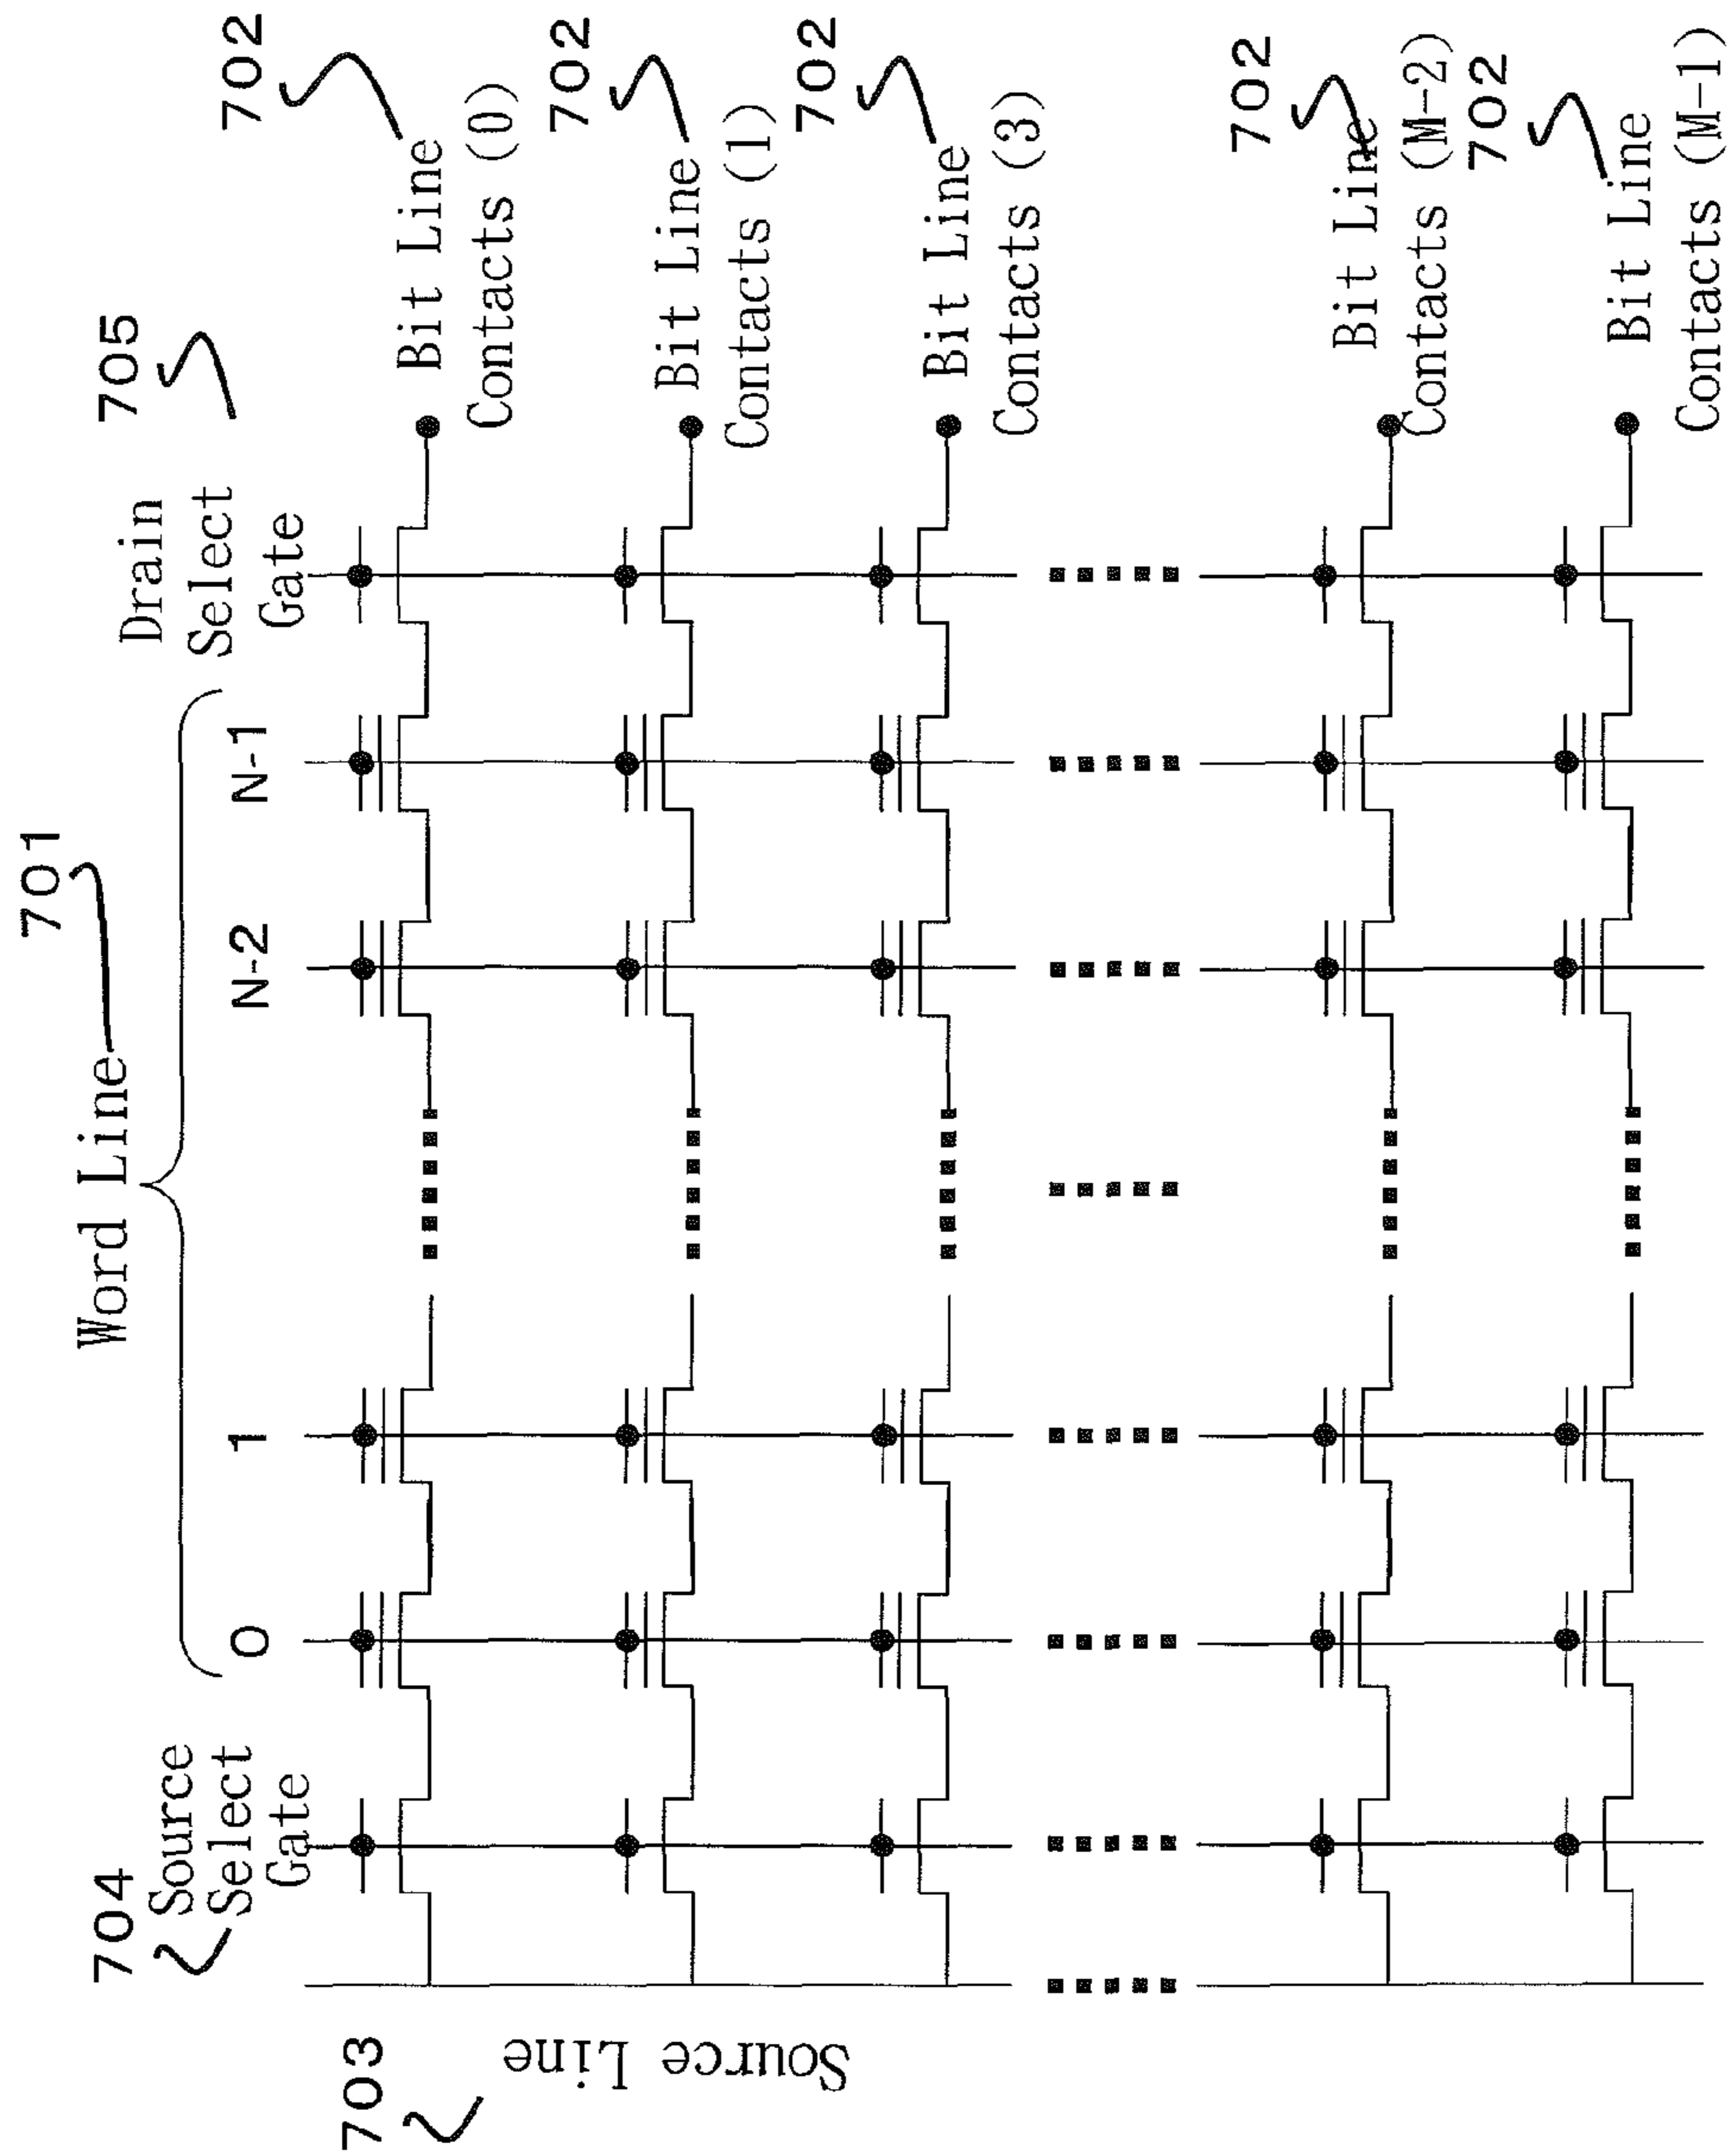 701
Word Line
704
Source
Select
Gate
0
1
N-2
N-1
Drain
Select
Gate
705
703
Source Line
702
Bit Line
Contacts (0)
702
Bit Line
Contacts (1)
702
Bit Line
Contacts (3)
702
Bit Line
Contacts (M-2)
702
Bit Line
Contacts (M-1)